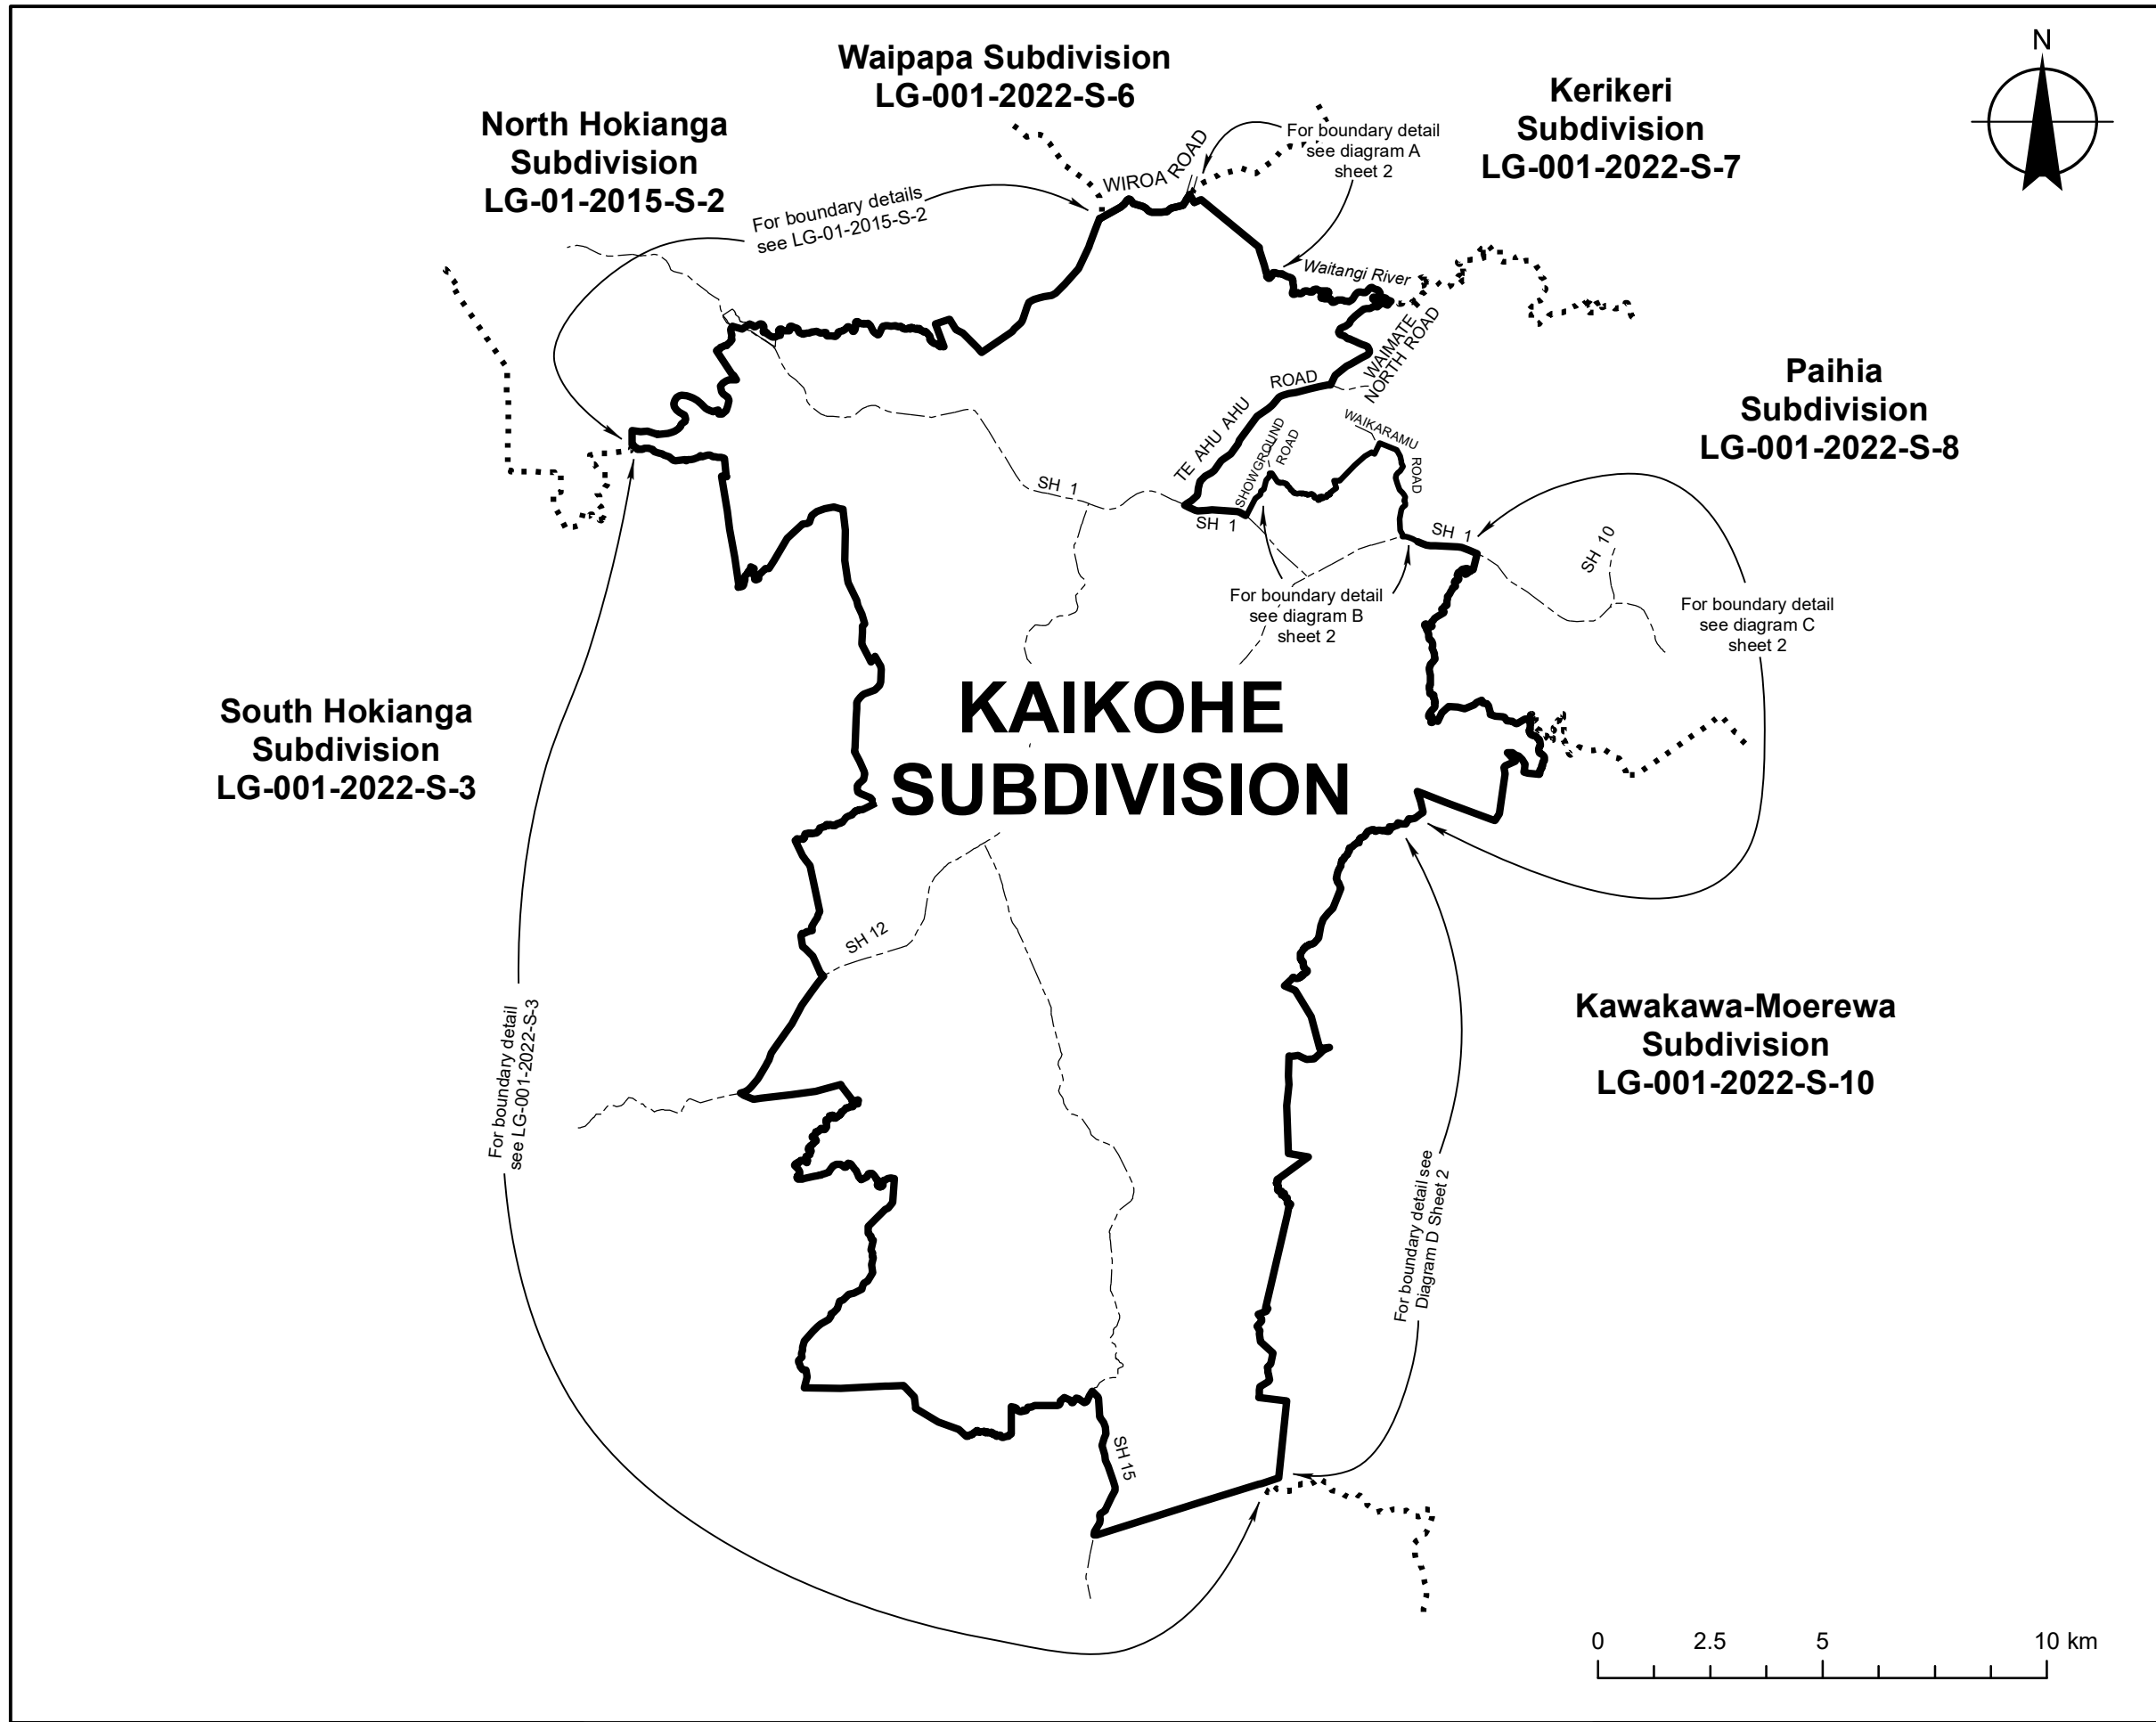 N
Waipapa Subdivision
LG-001-2022-S-6
Kerikeri
Subdivision
LG-001-2022-S-7
North Hokianga
Subdivision
LG-01-2015-S-2
For boundary detail
see diagram A
sheet 2
WIROA ROAD
For boundary details
see LG-01-2015-S-2
Waitangi River
WAIMATE
NORTH ROAD
Paihia
Subdivision
LG-001-2022-S-8
TE AHU AHU ROAD
SHOWGROUND
ROAD
WAIKARAMU ROAD
SH 1
SH 1
SH 1
SH 10
For boundary detail
see diagram B
sheet 2
For boundary detail
see diagram C
sheet 2
KAIKOHE
SUBDIVISION
South Hokianga
Subdivision
LG-001-2022-S-3
SH 12
For boundary detail
see LG-001-2022-S-3
Kawakawa-Moerewa
Subdivision
LG-001-2022-S-10
For boundary detail see
Diagram D Sheet 2
SH 15
0 2.5 5 10 km